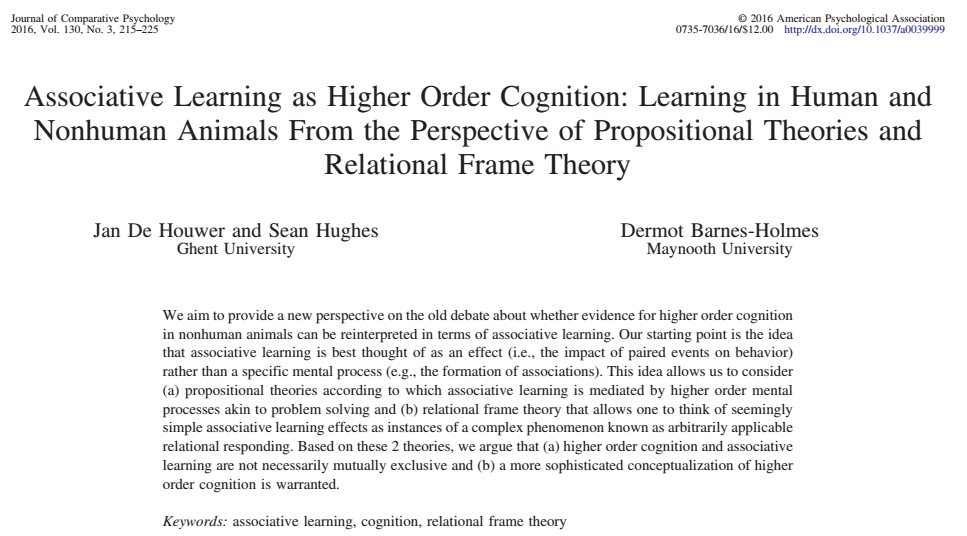 Journal of Comparative Psychology
2016, Vol. 130, No. 3, 215–225
© 2016 American Psychological Association
0735-7036/16/$12.00 http://dx.doi.org/10.1037/a0039999
Associative Learning as Higher Order Cognition: Learning in Human and
Nonhuman Animals From the Perspective of Propositional Theories and
Relational Frame Theory
Jan De Houwer and Sean Hughes
Ghent University
Dermot Barnes-Holmes
Maynooth University
We aim to provide a new perspective on the old debate about whether evidence for higher order cognition
in nonhuman animals can be reinterpreted in terms of associative learning. Our starting point is the idea
that associative learning is best thought of as an effect (i.e., the impact of paired events on behavior)
rather than a specific mental process (e.g., the formation of associations). This idea allows us to consider
(a) propositional theories according to which associative learning is mediated by higher order mental
processes akin to problem solving and (b) relational frame theory that allows one to think of seemingly
simple associative learning effects as instances of a complex phenomenon known as arbitrarily applicable
relational responding. Based on these 2 theories, we argue that (a) higher order cognition and associative
learning are not necessarily mutually exclusive and (b) a more sophisticated conceptualization of higher
order cognition is warranted.
Keywords: associative learning, cognition, relational frame theory